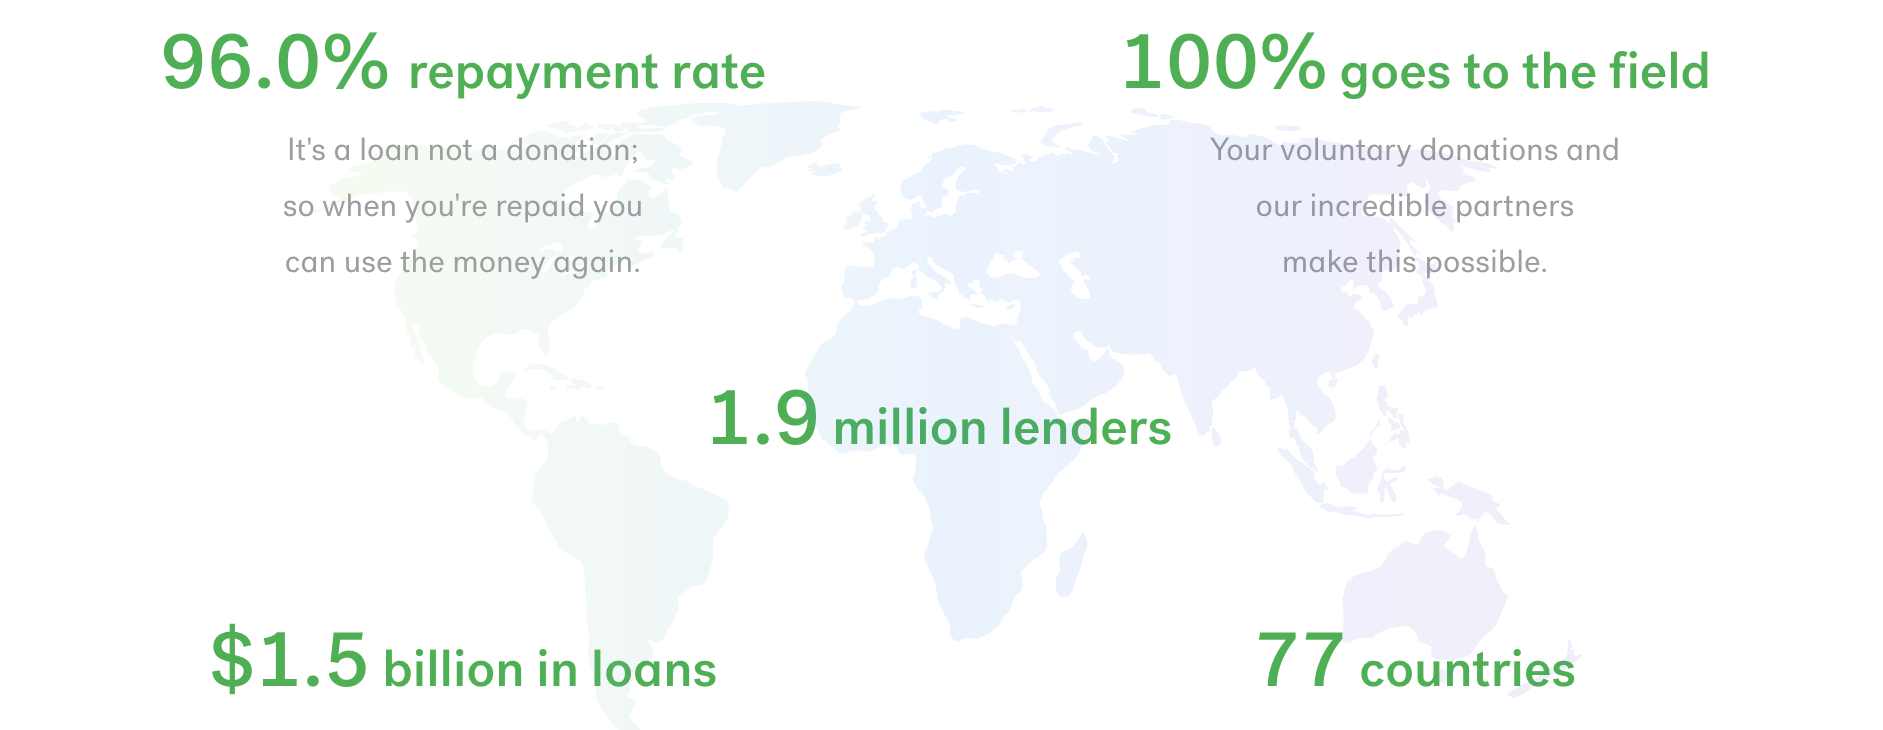 96.0% repayment rate
It's a loan not a donation;
so when you're repaid you
can use the money again.
100% goes to the field
Your voluntary donations and
our incredible partners
make this possible.
1.9 million lenders
$1.5 billion in loans
77 countries